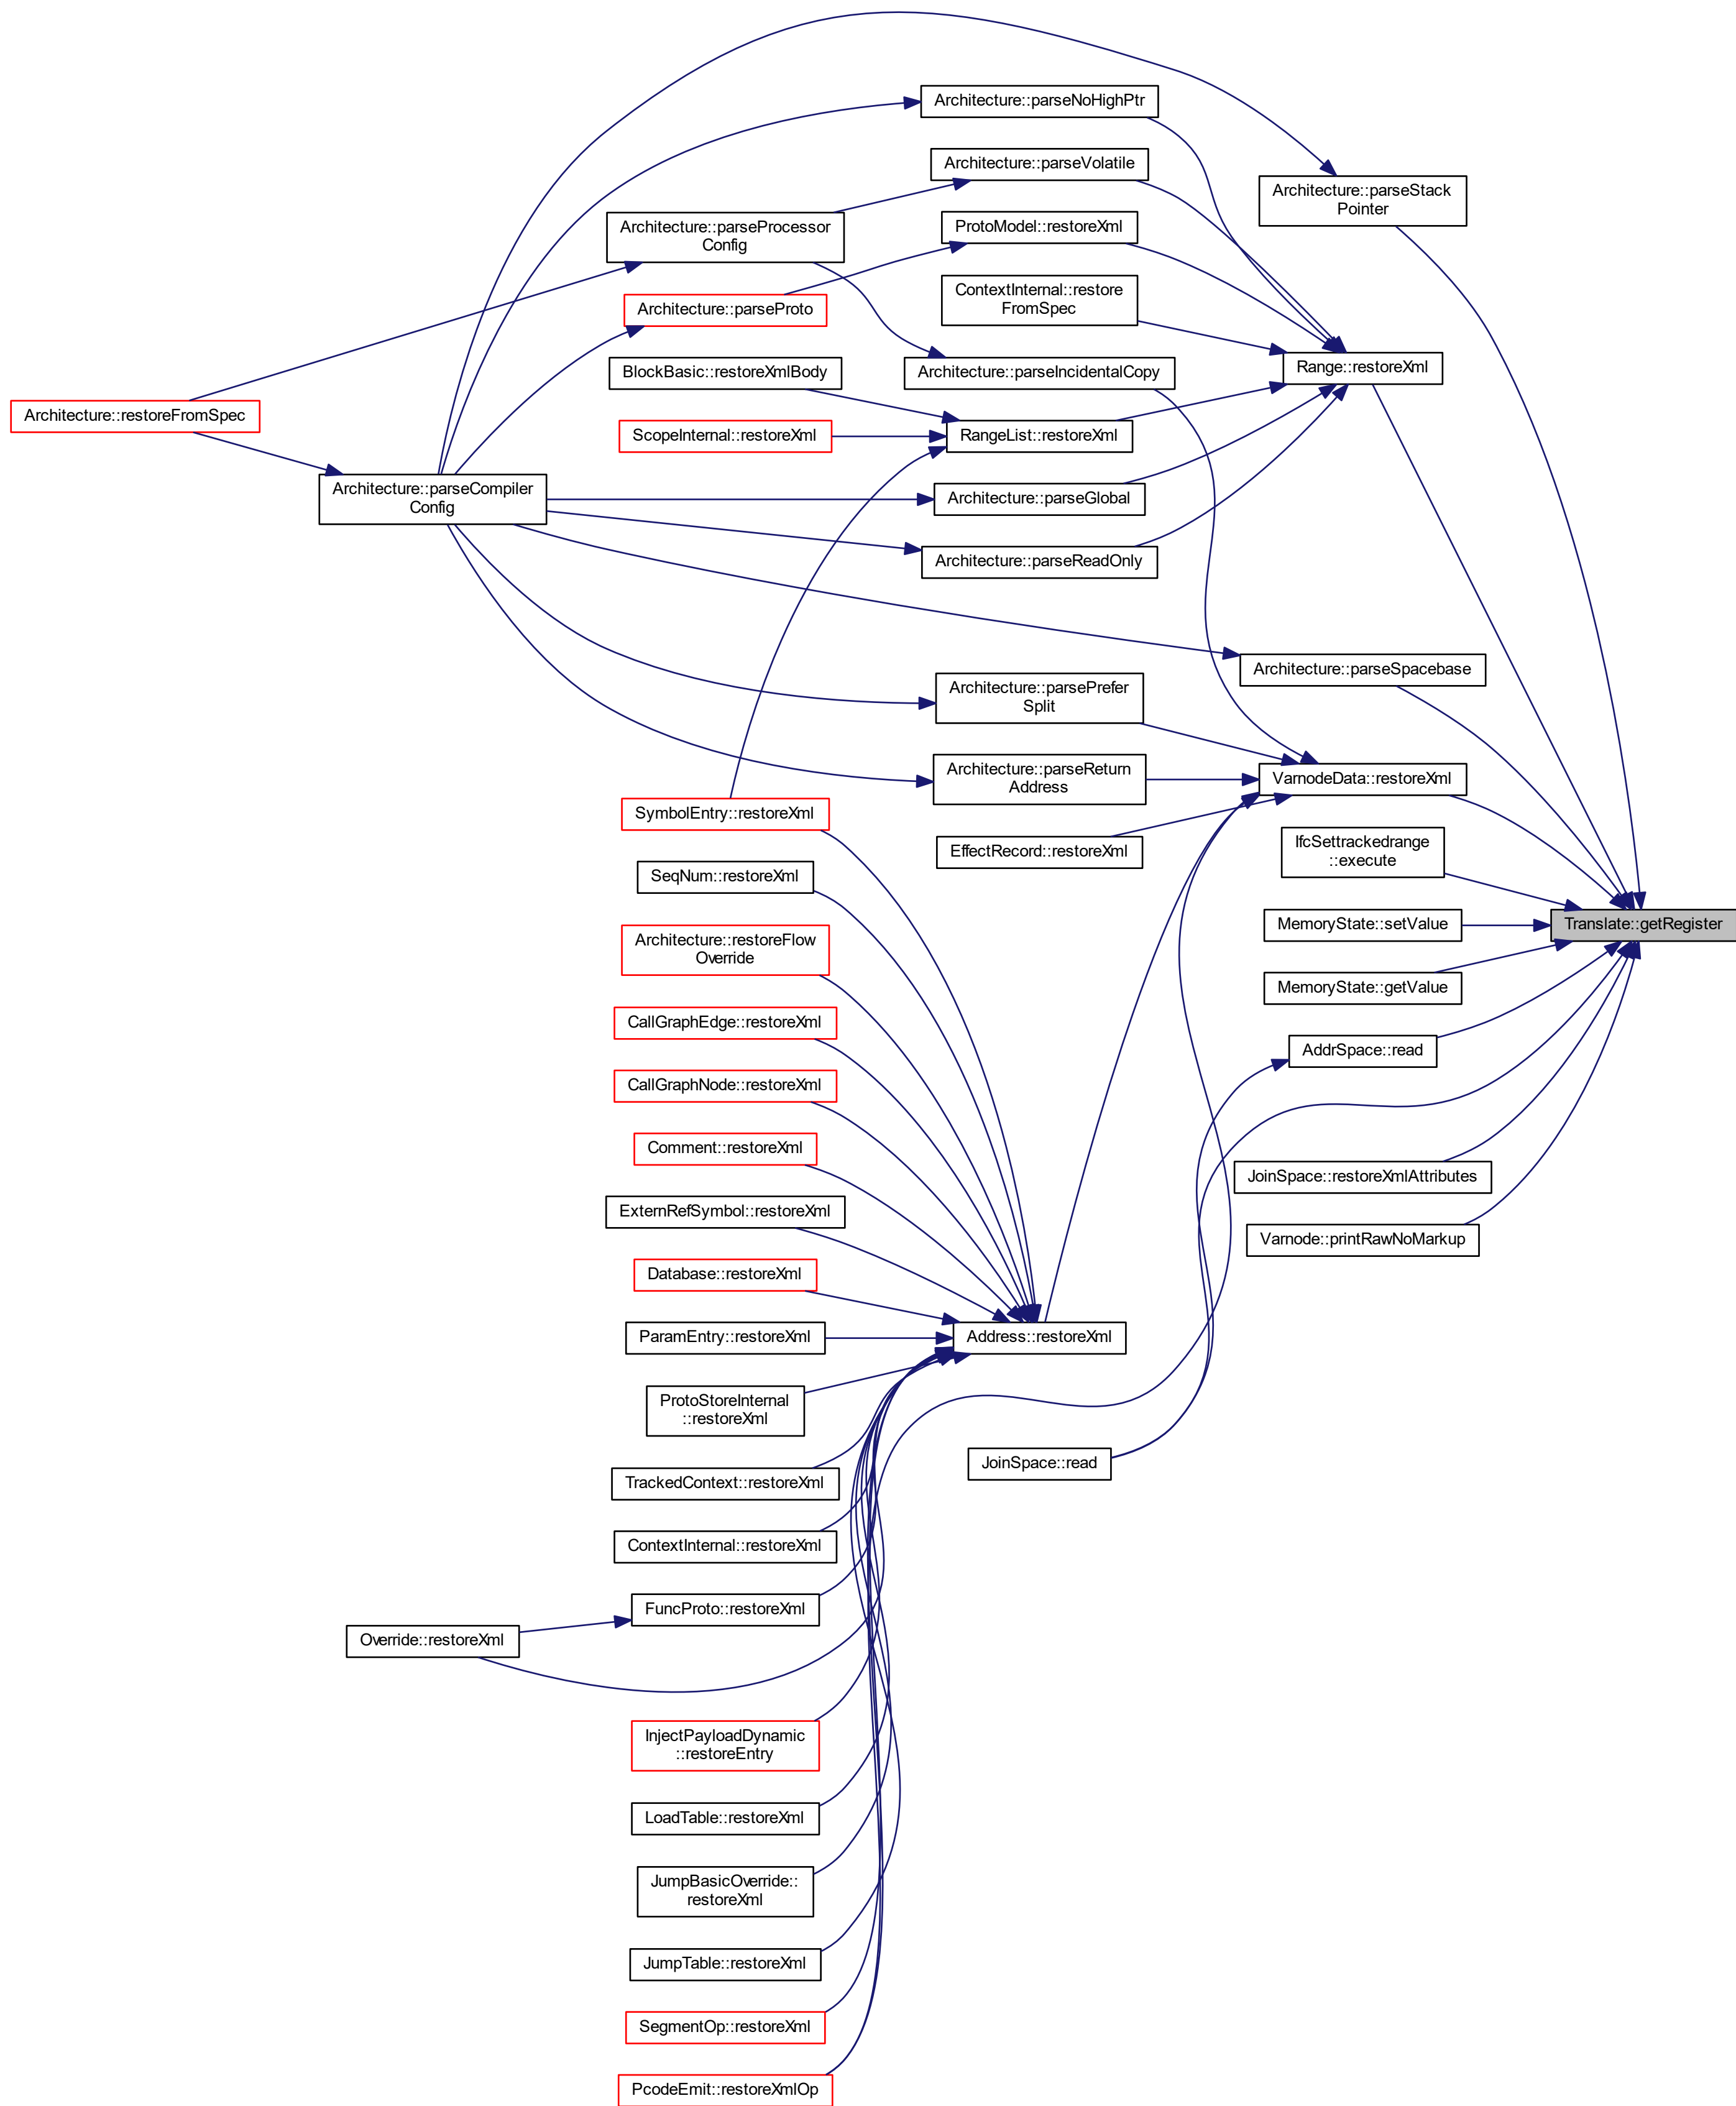 Architecture::parseNoHighPtr
Architecture::parseVolatile
Architecture::parseStack
Pointer
Architecture::parseProcessor
Config
ProtoModel::restoreXml
ContextInternal::restore
FromSpec
Architecture::parseProto
Range::restoreXml
BlockBasic::restoreXmlBody
Architecture::parseIncidentalCopy
Architecture::restoreFromSpec
ScopeInternal::restoreXml
RangeList::restoreXml
Architecture::parseCompiler
Config
Architecture::parseGlobal
Architecture::parseReadOnly
Architecture::parseSpacebase
Architecture::parsePrefer
Split
Architecture::parseReturn
Address
VarnodeData::restoreXml
SymbolEntry::restoreXml
EffectRecord::restoreXml
IfcSettrackedrange
::execute
SeqNum::restoreXml
Translate::getRegister
MemoryState::setValue
Architecture::restoreFlow
Override
MemoryState::getValue
CallGraphEdge::restoreXml
AddrSpace::read
CallGraphNode::restoreXml
Comment::restoreXml
JoinSpace::restoreXmlAttributes
ExternRefSymbol::restoreXml
Varnode::printRawNoMarkup
Database::restoreXml
ParamEntry::restoreXml
Address::restoreXml
ProtoStoreInternal
::restoreXml
JoinSpace::read
TrackedContext::restoreXml
ContextInternal::restoreXml
FuncProto::restoreXml
Override::restoreXml
InjectPayloadDynamic
::restoreEntry
LoadTable::restoreXml
JumpBasicOverride::
restoreXml
JumpTable::restoreXml
SegmentOp::restoreXml
PcodeEmit::restoreXmlOp